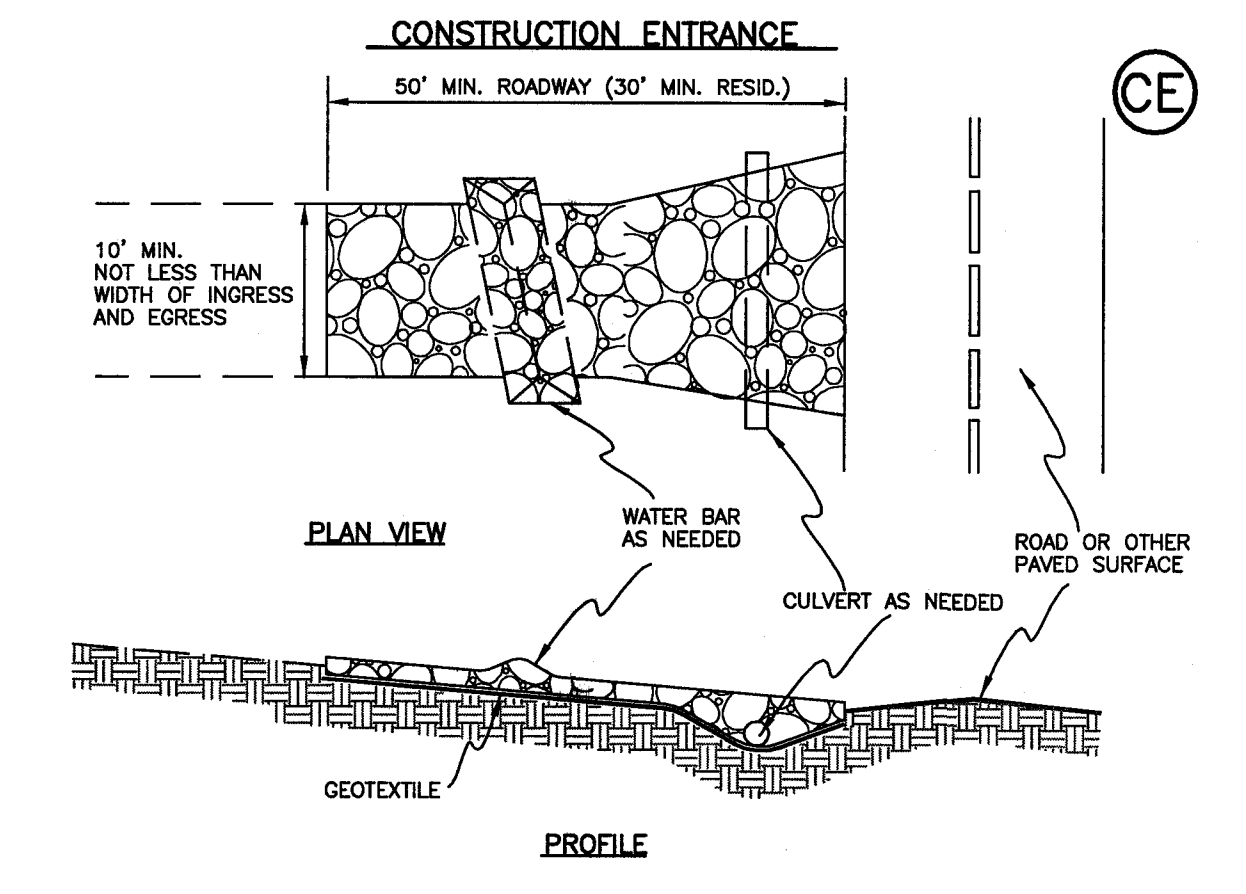 CONSTRUCTION ENTRANCE
50' MIN. ROADWAY (30' MIN. RESID.)
CE
10' MIN.
NOT LESS THAN
WIDTH OF INGRESS
AND EGRESS
PLAN VIEW
WATER BAR
AS NEEDED
ROAD OR OTHER
PAVED SURFACE
CULVERT AS NEEDED
GEOTEXTILE
PROFILE